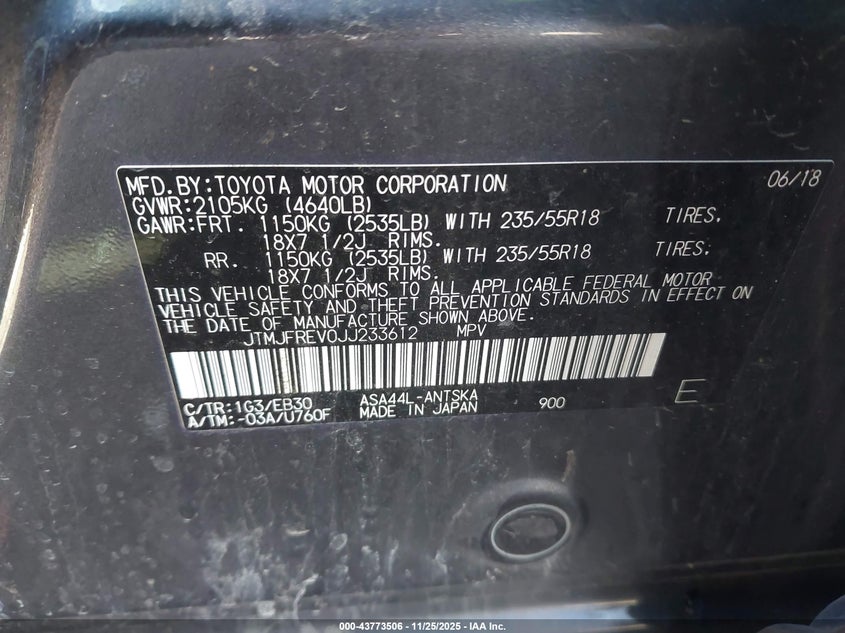 MFD.BY:TOYOTA MOTOR CORPORATION 06/18
GVWR:2105KG (4640LB)
GAWR:FRT. 1150KG (2535LB) WITH 235/55R18 TIRES.
18X7 1/2J RIMS.
RR. 1150KG (2535LB) WITH 235/55R18 TIRES.
18X7 1/2J RIMS.
THIS VEHICLE CONFORMS TO ALL APPLICABLE FEDERAL MOTOR
VEHICLE SAFETY AND THEFT PREVENTION STANDARDS IN EFFECT ON
THE DATE OF MANUFACTURE SHOWN ABOVE.
JTMJFREV0JJ233612 MPV
C/TR:1G3/EB30 ASA44L-ANTSKA 900 E
A/TM:-03A/U760F MADE IN JAPAN
000-43773506 - 11/25/2025 - IAA Inc.